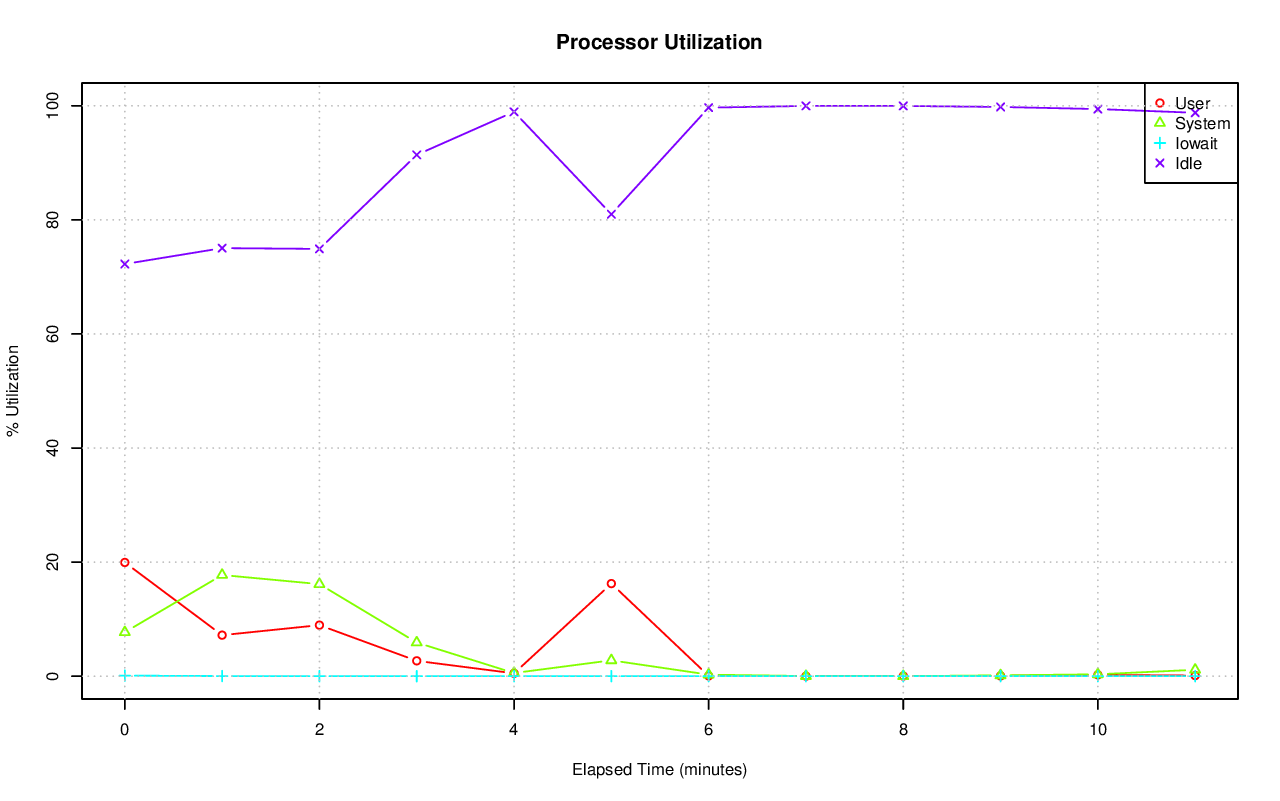 Processor Utilization
% Utilization
100
80
60
40
20
0
User
System
Iowait
Idle
0 2 4 6 8 10
Elapsed Time (minutes)